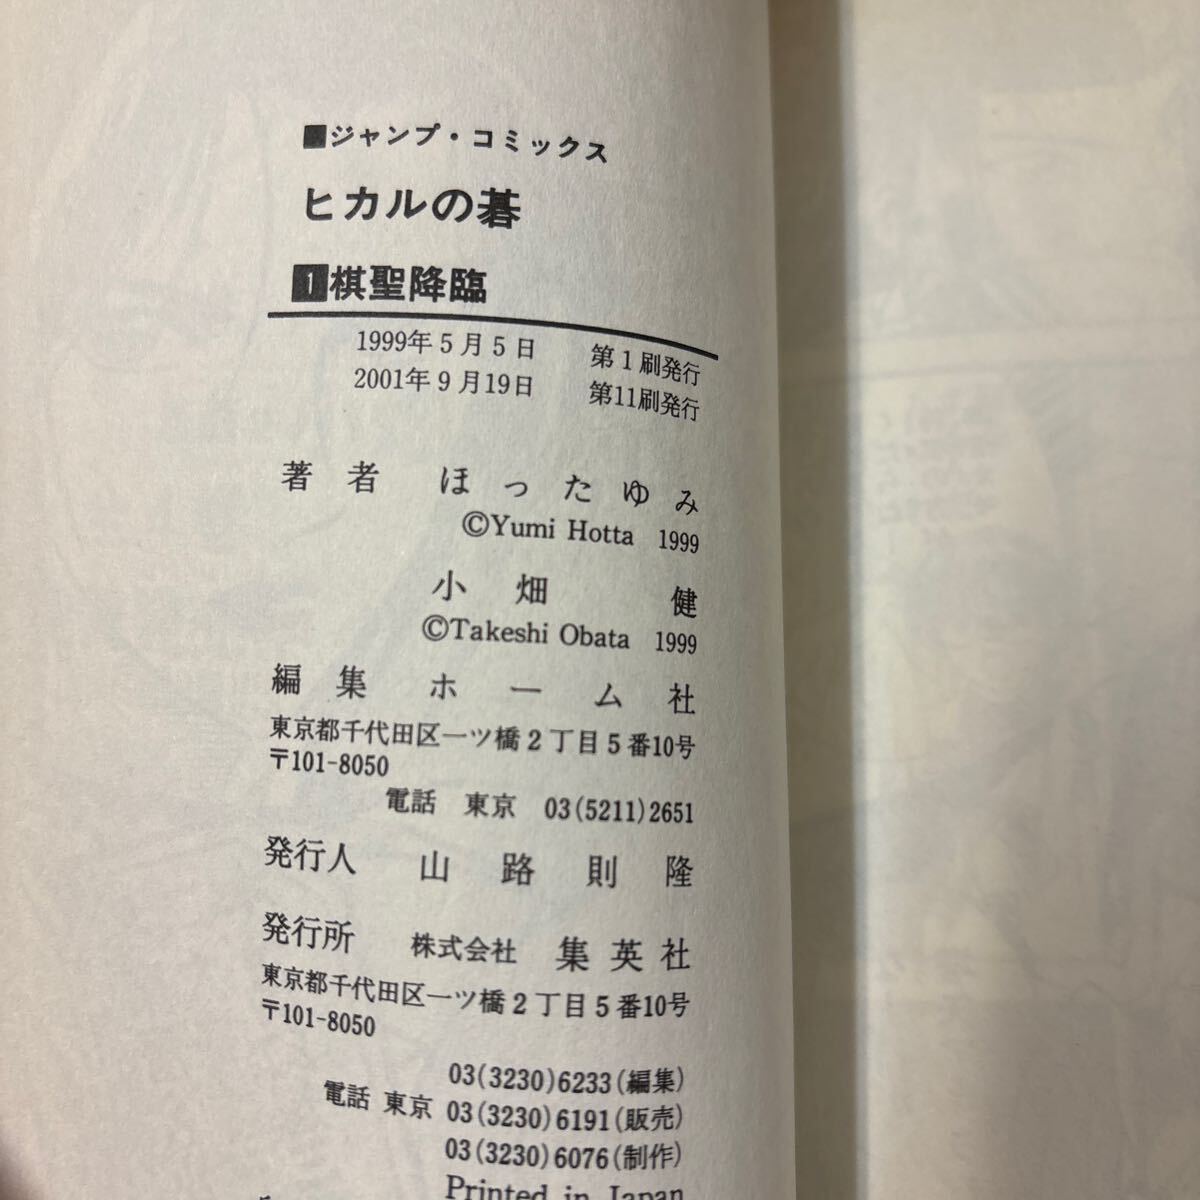 ■ジャンプ・コミックス
ヒカルの碁
1棋聖降臨
1999年5月5日 第1刷発行
2001年9月19日 第11刷発行
著者 ほったゆみ
©Yumi Hotta 1999
小畑 健
©Takeshi Obata 1999
編集 ホーム社
東京都千代田区一ツ橋2丁目5番10号
〒101-8050
電話 東京 03(5211)2651
発行人 山路則隆
発行所 株式会社 集英社
東京都千代田区一ツ橋2丁目5番10号
〒101-8050
03(3230)6233(編集)
電話 東京 03(3230)6191(販売)
03(3230)6076(制作)
Printed in Japan